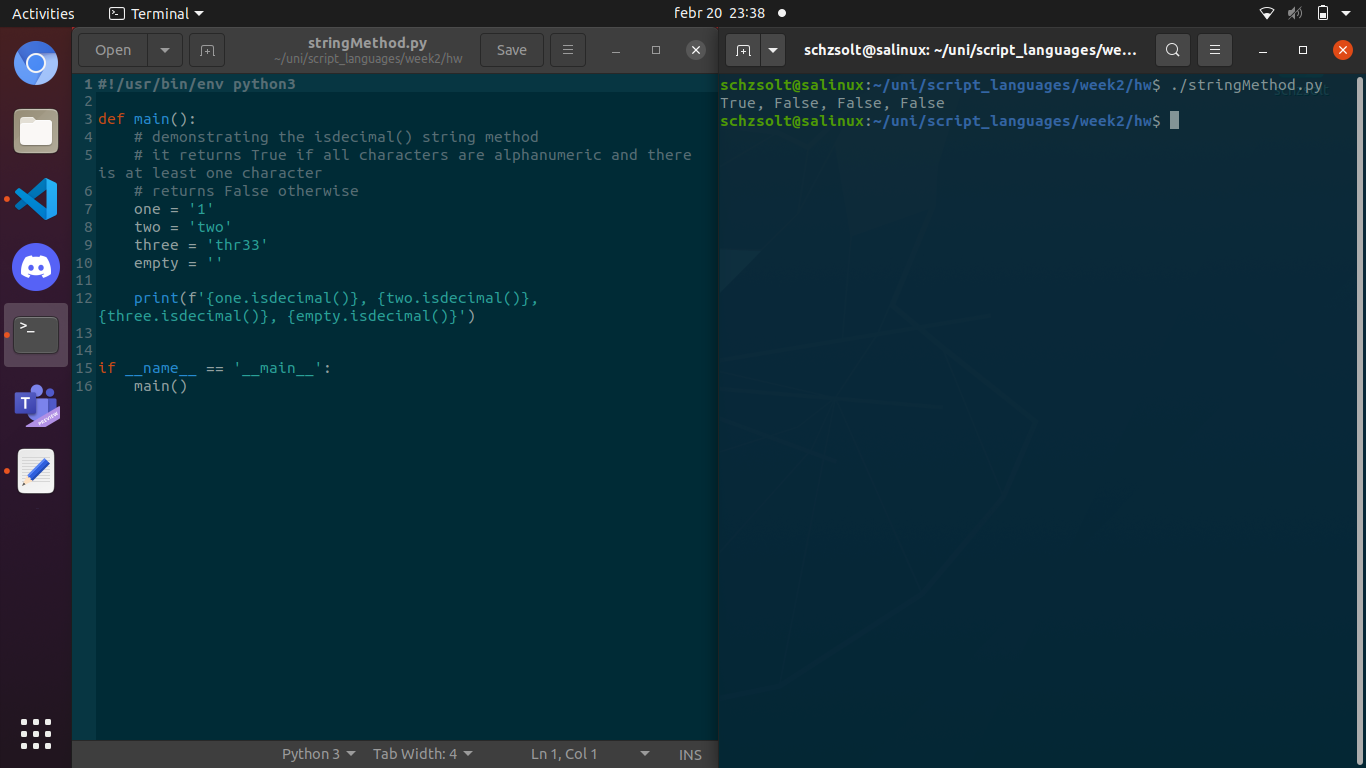 Activities
Terminal
febr 20 23:38
Open
stringMethod.py
~/uni/script_languages/week2/hw
Save
1 #!/usr/bin/env python3
2
3 def main():
4     # demonstrating the isdecimal() string method
5     # it returns True if all characters are alphanumeric and there
is at least one character
6     # returns False otherwise
7     one = '1'
8     two = 'two'
9     three = 'thr33'
10     empty = ''
11
12     print(f'{one.isdecimal()}, {two.isdecimal()},
{three.isdecimal()}, {empty.isdecimal()}')
13
14
15 if __name__ == '__main__':
16     main()
Python 3
Tab Width: 4
Ln 1, Col 1
INS
schzsolt@salinux: ~/uni/script_languages/we...
schzsolt@salinux:~/uni/script_languages/week2/hw$ ./stringMethod.py
True, False, False, False
schzsolt@salinux:~/uni/script_languages/week2/hw$
schzsolt
>_
T
PREVIEW